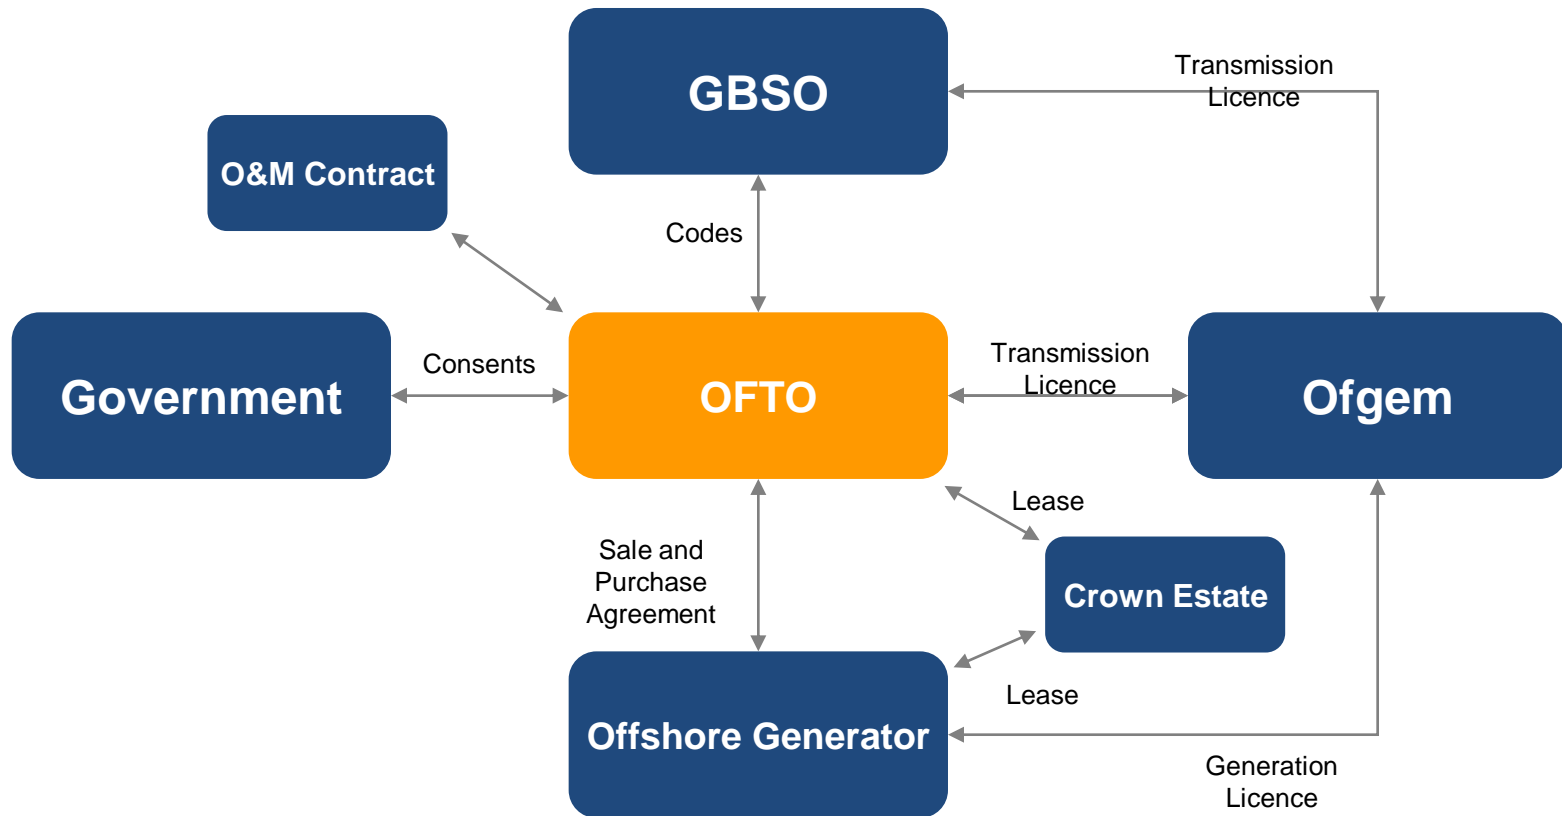 GBSO
Transmission
Licence
O&M Contract
Codes
Government
Consents
OFTO
Transmission
Licence
Ofgem
Lease
Sale and
Purchase
Agreement
Crown Estate
Lease
Offshore Generator
Generation
Licence